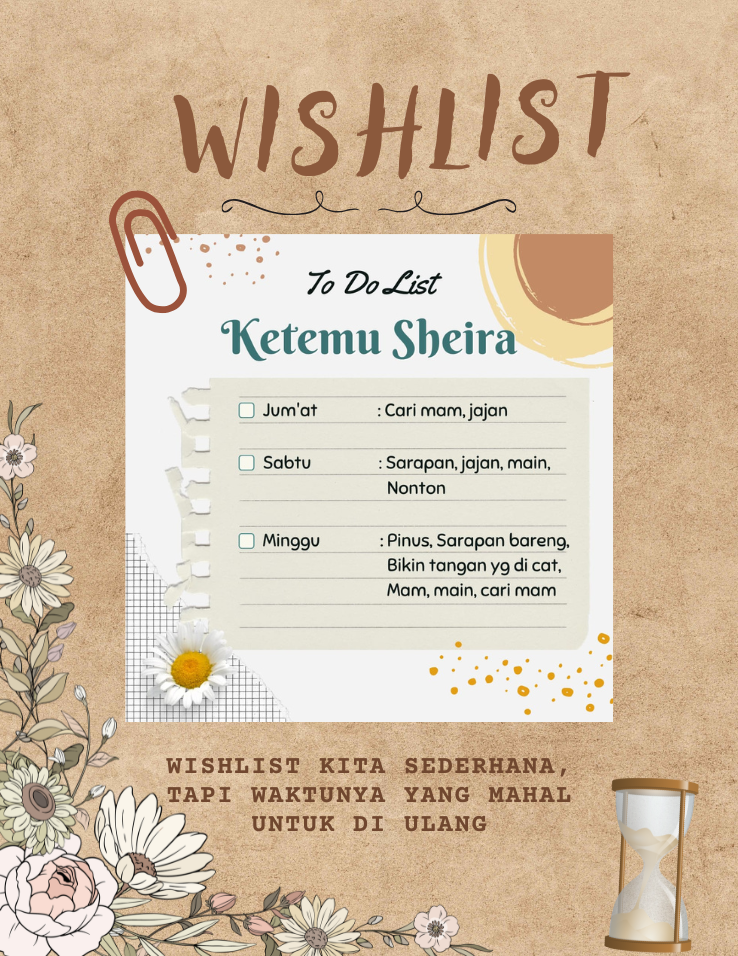 WISHLIST
To Do List
Ketemu Sheira
Jum'at : Cari mam, jajan
Sabtu : Sarapan, jajan, main,
Nonton
Minggu : Pinus, Sarapan bareng,
Bikin tangan yg di cat,
Mam, main, cari mam
WISHLIST KITA SEDERHANA,
TAPI WAKTUNYA YANG MAHAL
UNTUK DI ULANG